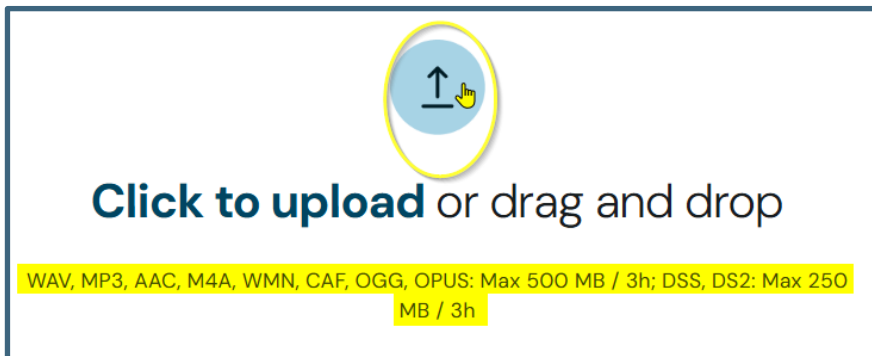 Click to upload or drag and drop
WAV, MP3, AAC, M4A, WMN, CAF, OGG, OPUS: Max 500 MB / 3h; DSS, DS2: Max 250
MB / 3h